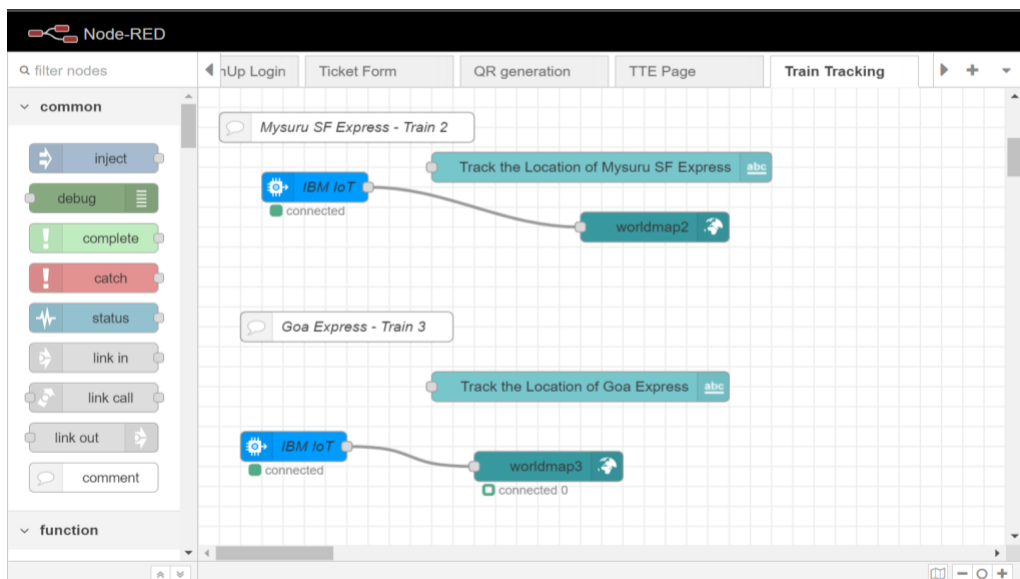 Node-RED
filter nodes
nUp Login
Ticket Form
QR generation
TTE Page
Train Tracking
common
inject
debug
complete
catch
status
link in
link call
link out
comment
function
Mysuru SF Express - Train 2
Track the Location of Mysuru SF Express
abc
IBM IoT
connected
worldmap2
Goa Express - Train 3
Track the Location of Goa Express
abc
IBM IoT
connected
worldmap3
connected 0